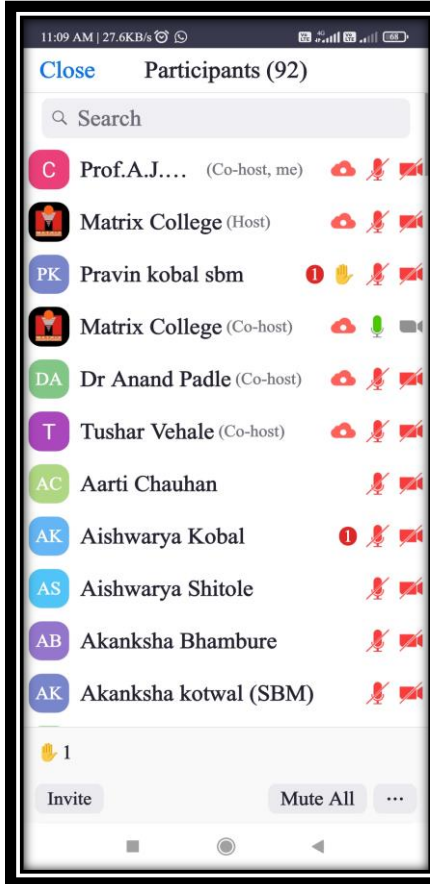 11:09 AM | 27.6KB/s 4G 68
Close Participants (92)
Search
C Prof.A.J.... (Co-host, me)
Matrix College (Host)
PK Pravin kobal sbm 1
Matrix College (Co-host)
DA Dr Anand Padle (Co-host)
T Tushar Vehale (Co-host)
AC Aarti Chauhan
AK Aishwarya Kobal 1
AS Aishwarya Shitole
AB Akanksha Bhambure
AK Akanksha kotwal (SBM)
1
Invite Mute All ...